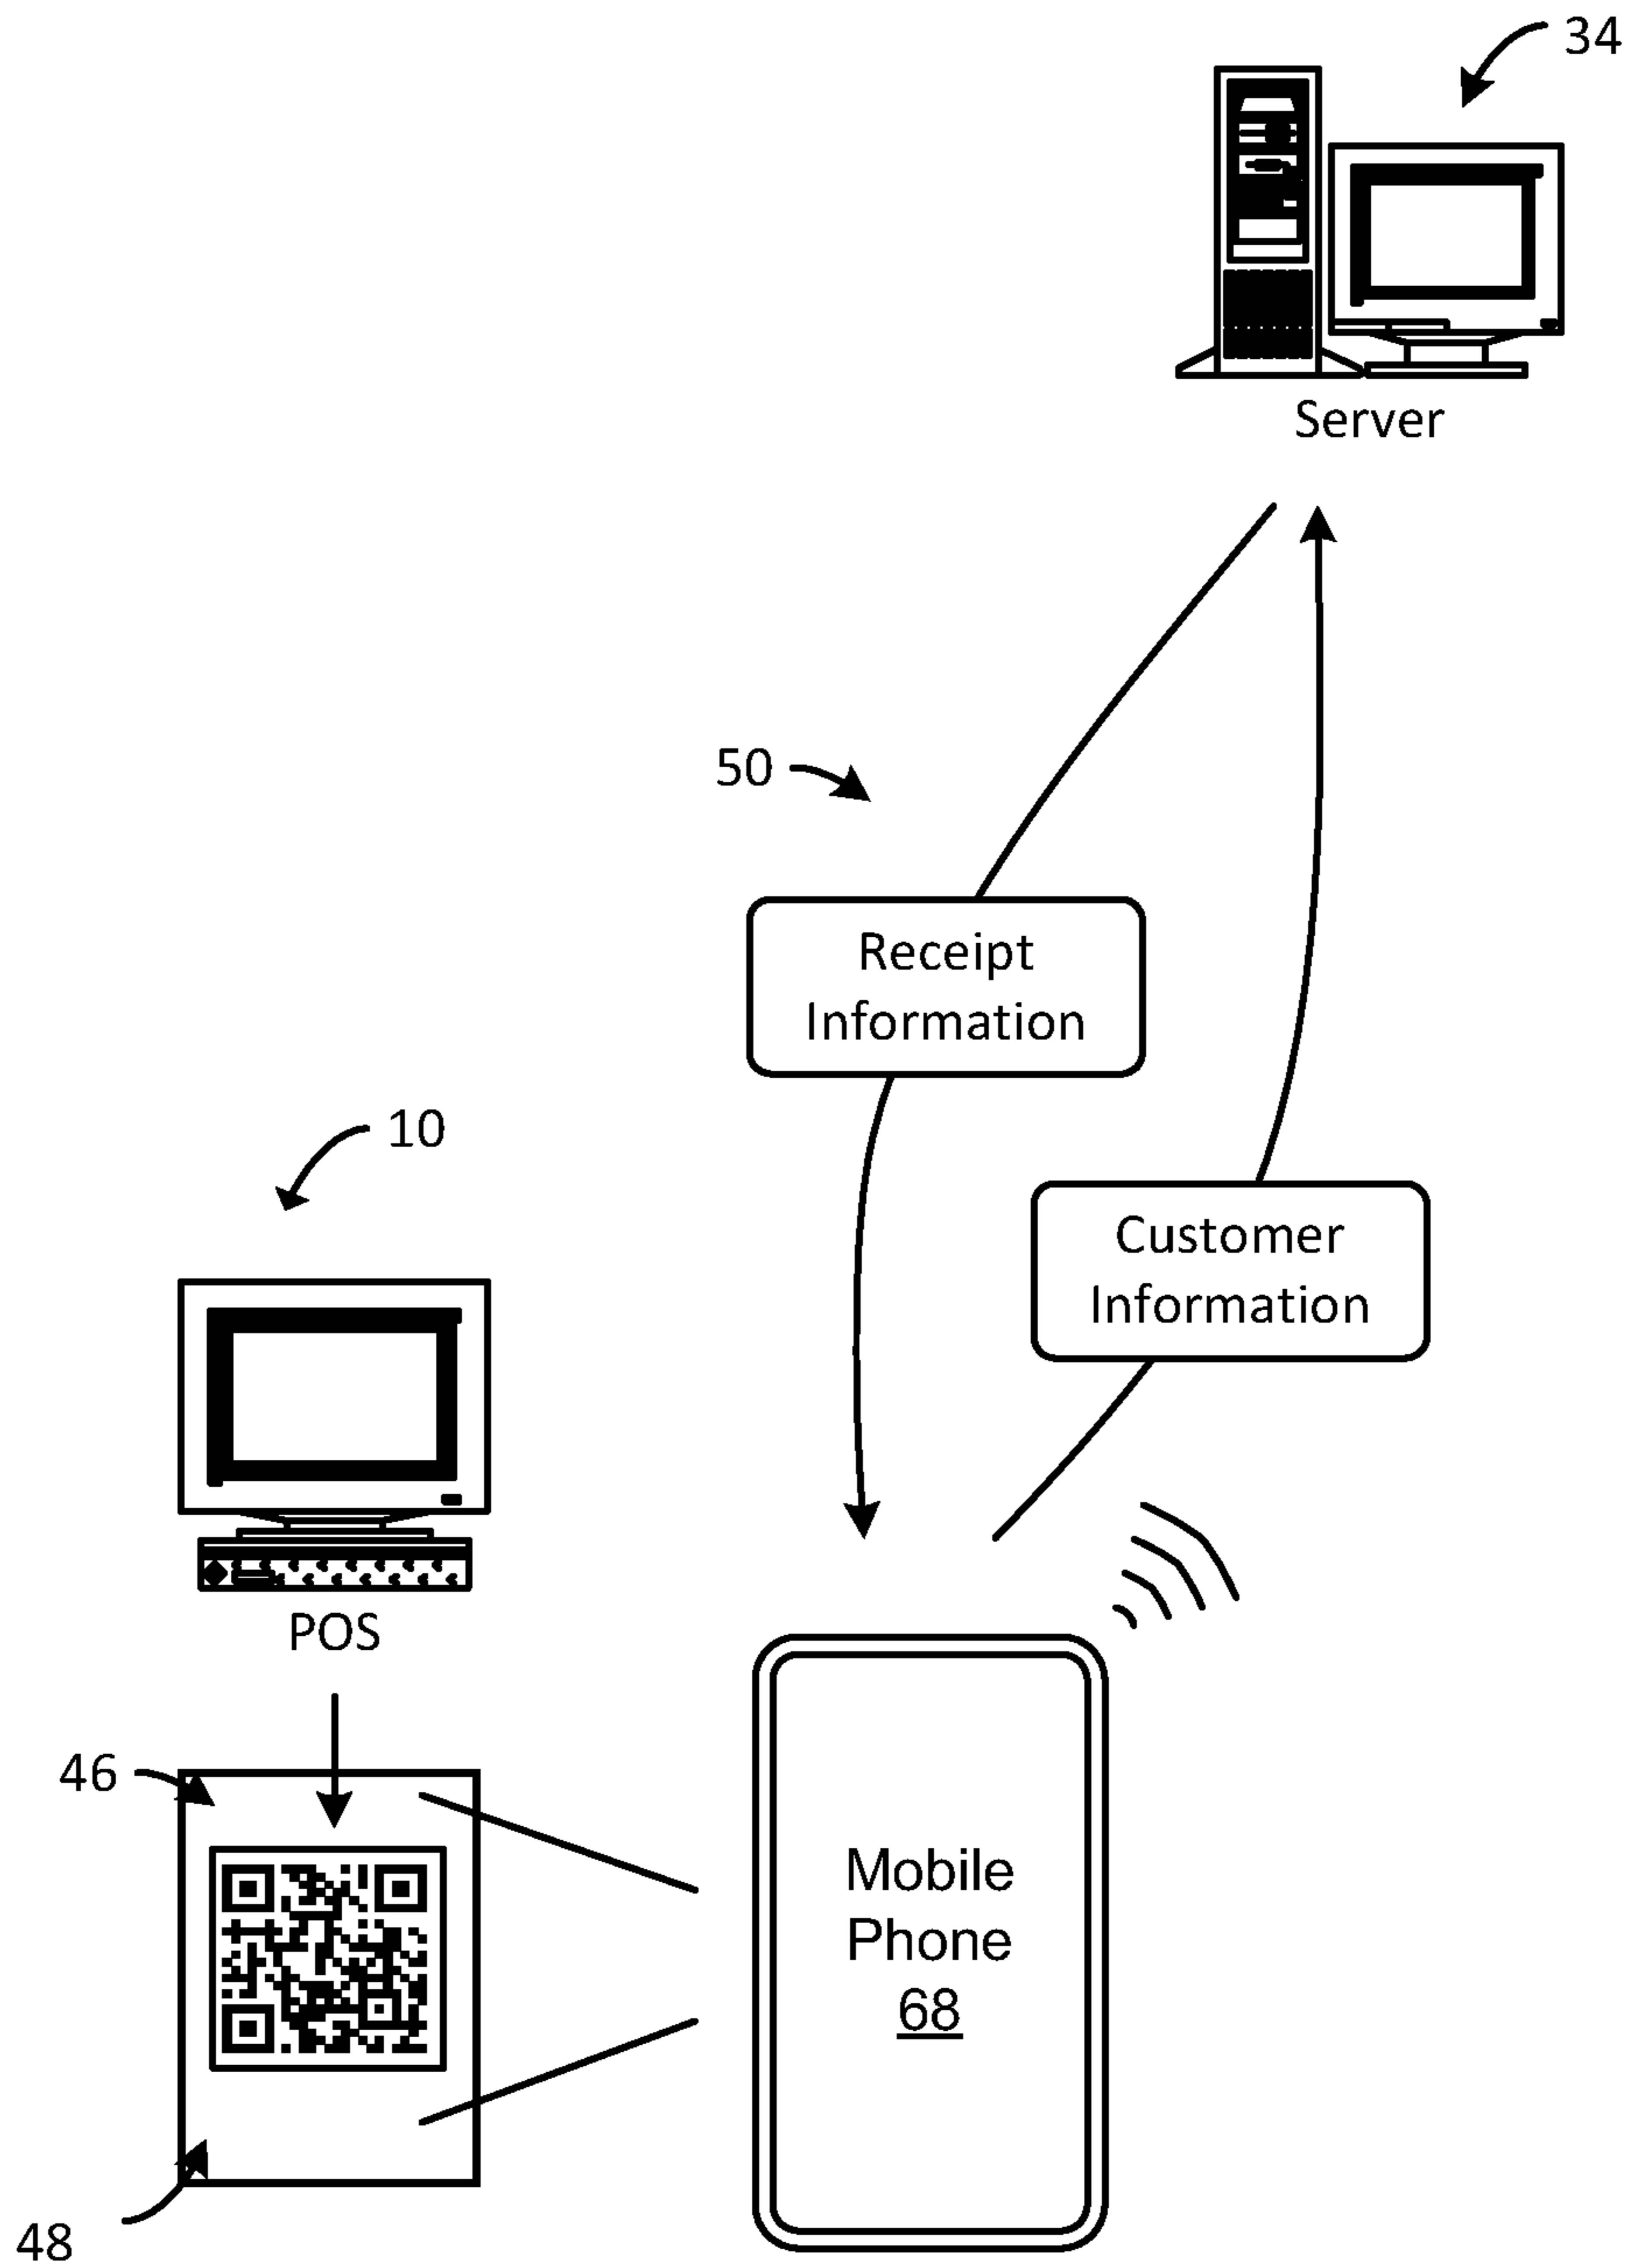 34
Server
50
Receipt
Information
10
Customer
Information
POS
46
Mobile
Phone
68
48